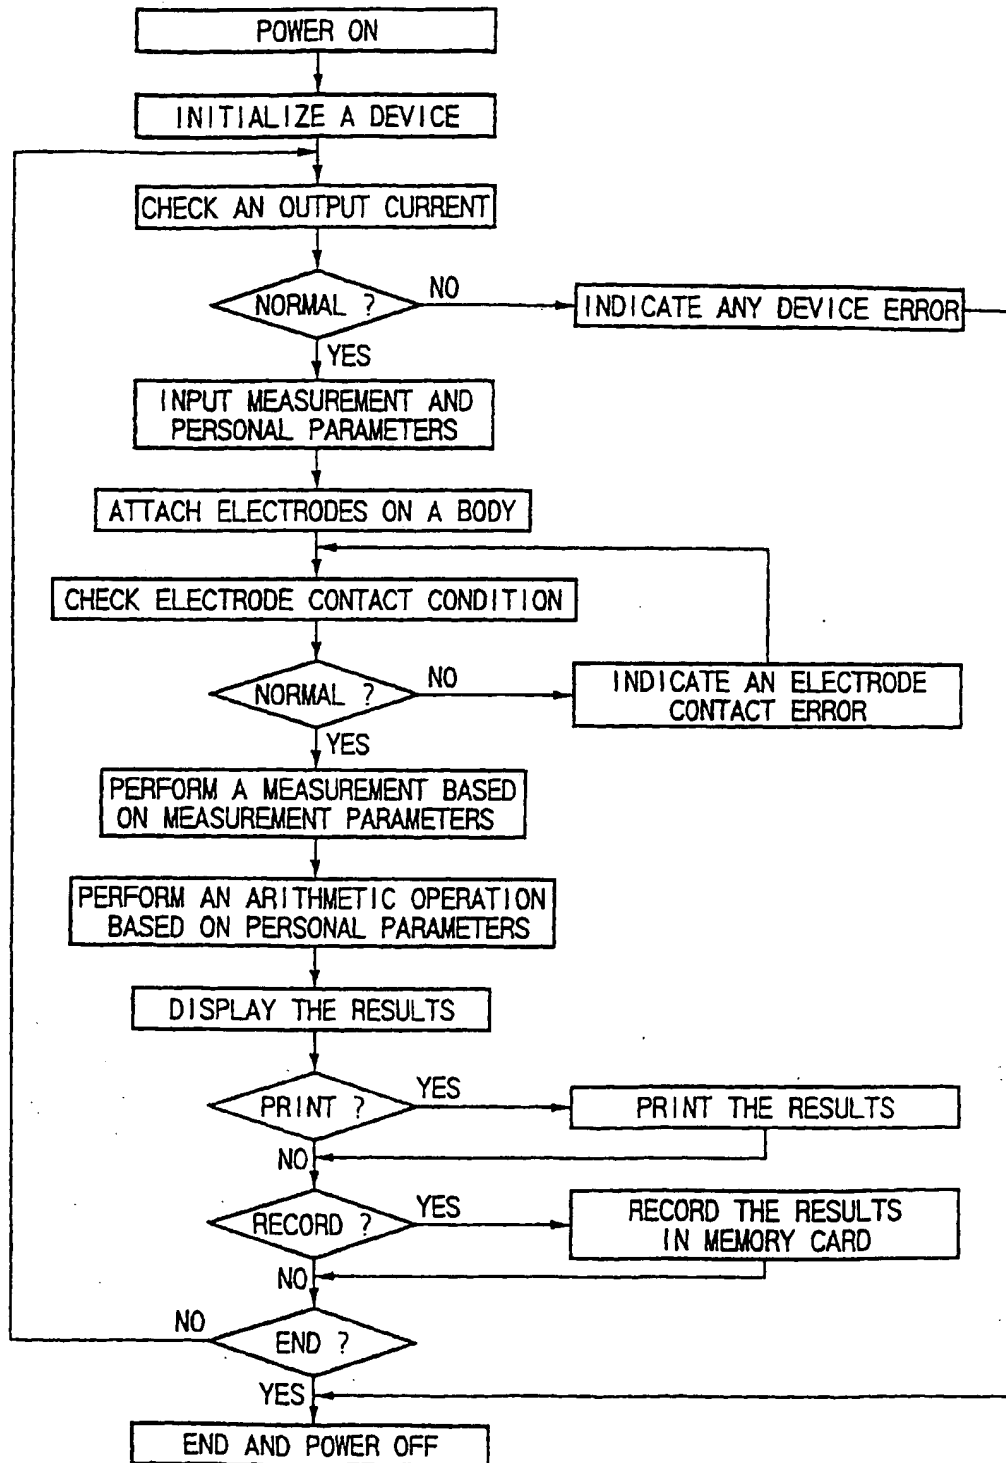 POWER ON
INITIALIZE A DEVICE
CHECK AN OUTPUT CURRENT
NORMAL ?
NO
INDICATE ANY DEVICE ERROR
YES
INPUT MEASUREMENT AND
PERSONAL PARAMETERS
ATTACH ELECTRODES ON A BODY
CHECK ELECTRODE CONTACT CONDITION
NORMAL ?
NO
INDICATE AN ELECTRODE
CONTACT ERROR
YES
PERFORM A MEASUREMENT BASED
ON MEASUREMENT PARAMETERS
PERFORM AN ARITHMETIC OPERATION
BASED ON PERSONAL PARAMETERS
DISPLAY THE RESULTS
PRINT ?
YES
PRINT THE RESULTS
NO
RECORD ?
YES
RECORD THE RESULTS
IN MEMORY CARD
NO
END ?
NO
YES
END AND POWER OFF